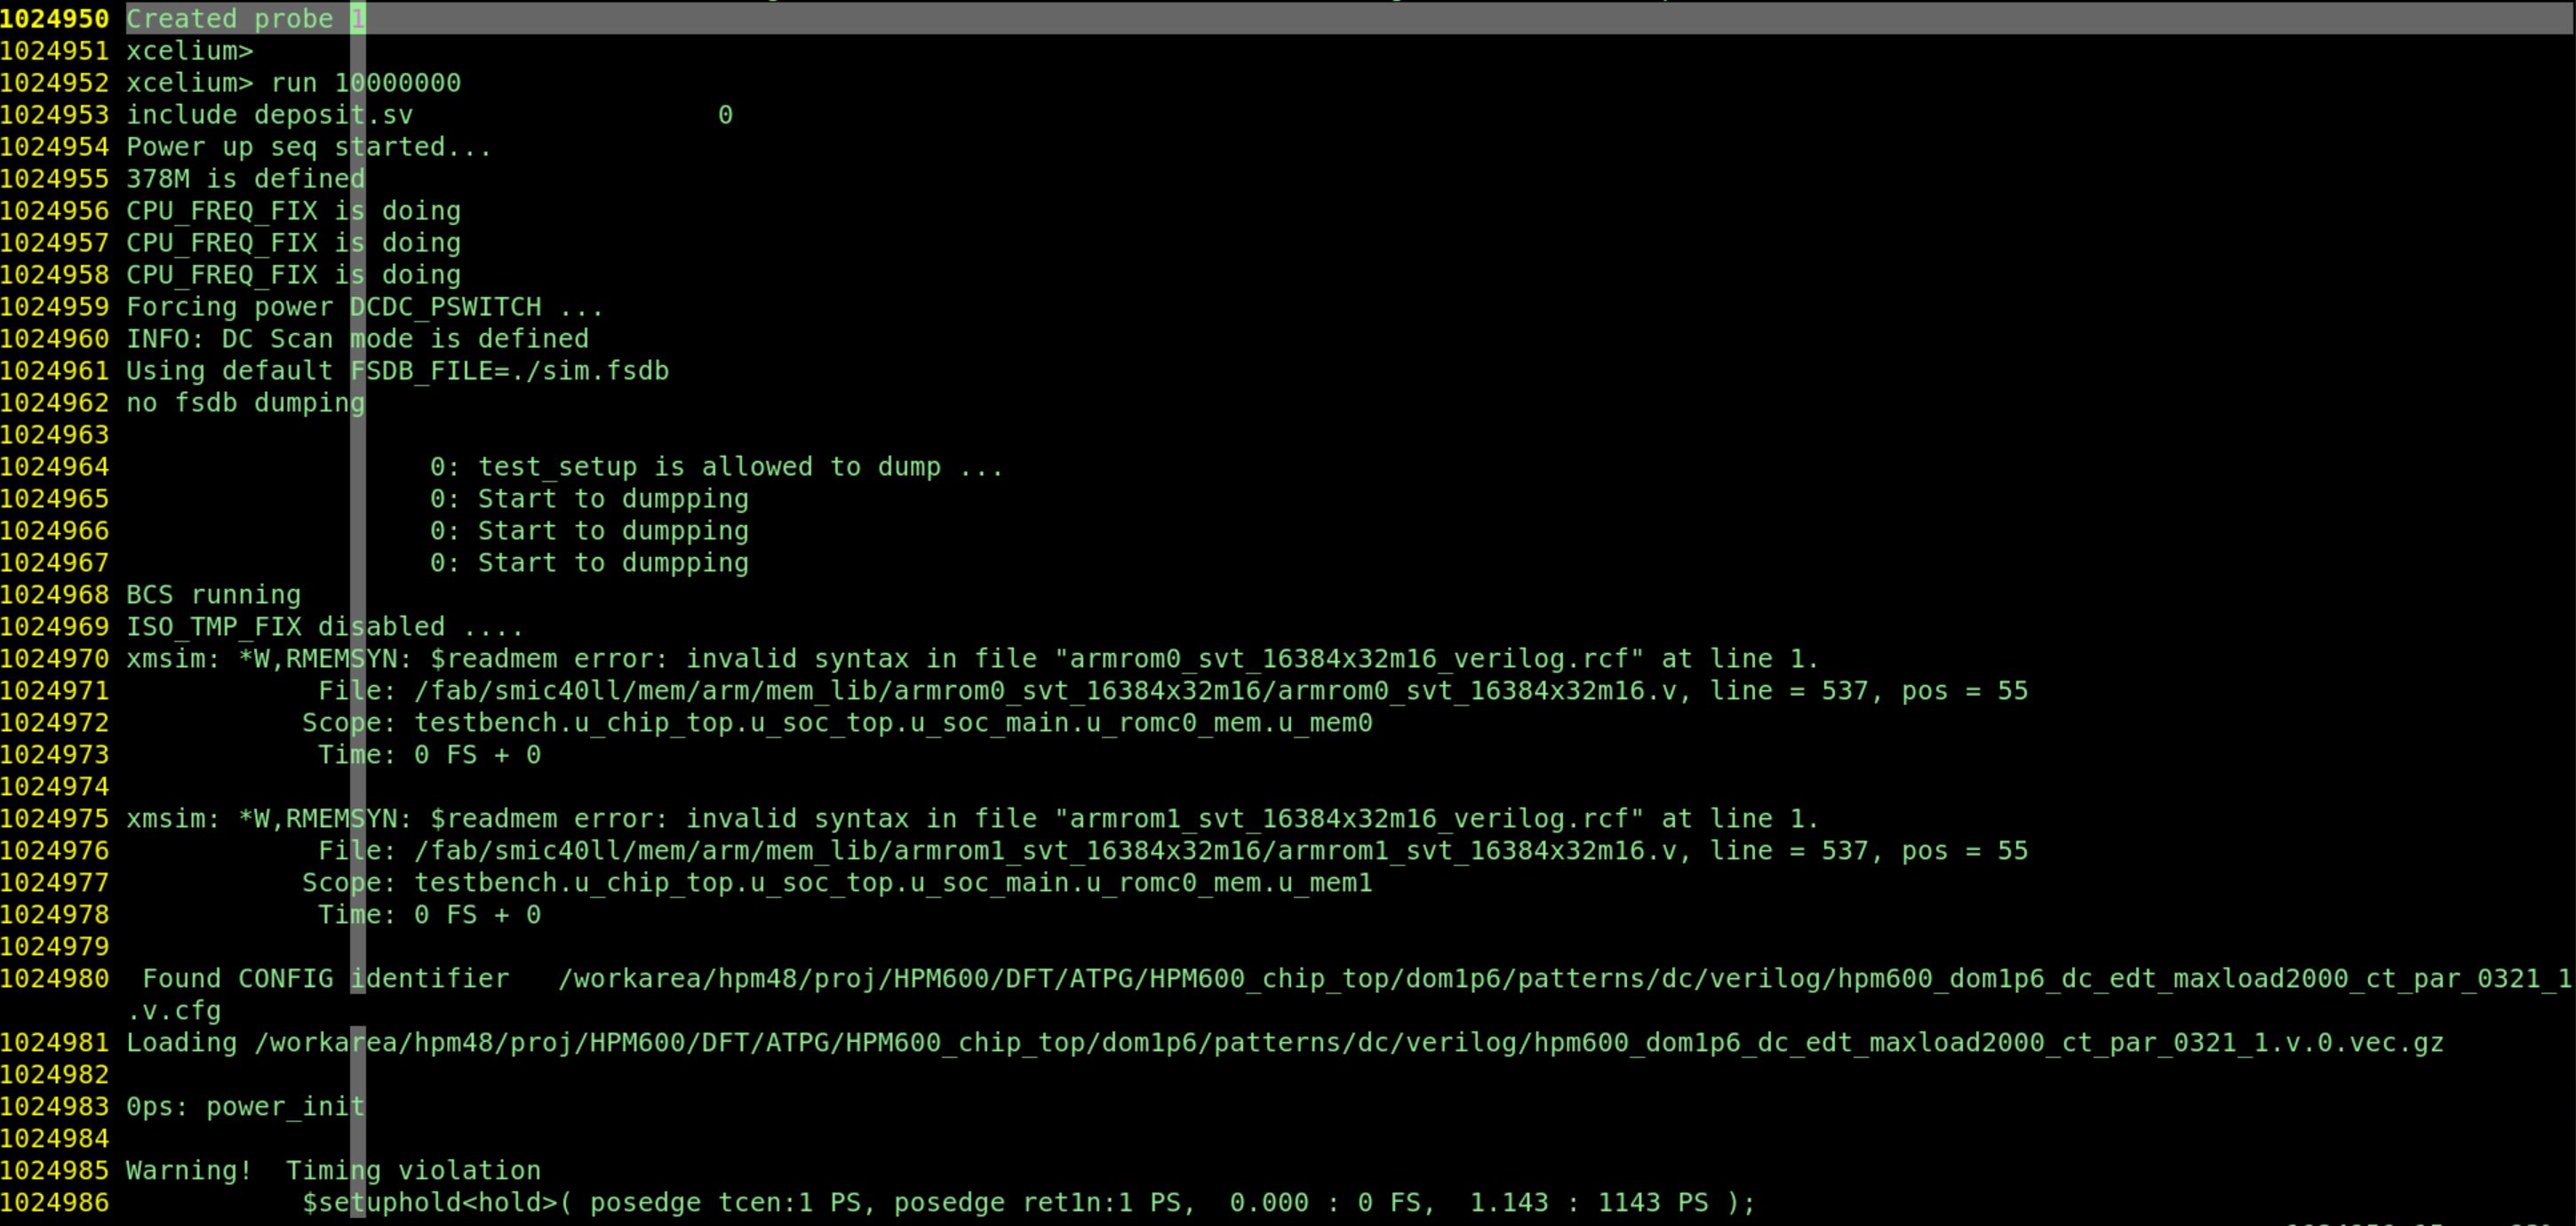 1024950 Created probe 1
1024951 xcelium>
1024952 xcelium> run 10000000
1024953 include deposit.sv                   0
1024954 Power up seq started...
1024955 378M is defined
1024956 CPU_FREQ_FIX is doing
1024957 CPU_FREQ_FIX is doing
1024958 CPU_FREQ_FIX is doing
1024959 Forcing power DCDC_PSWITCH ...
1024960 INFO: DC Scan mode is defined
1024961 Using default FSDB_FILE=./sim.fsdb
1024962 no fsdb dumping
1024963
1024964                    0: test_setup is allowed to dump ...
1024965                    0: Start to dumpping
1024966                    0: Start to dumpping
1024967                    0: Start to dumpping
1024968 BCS running
1024969 ISO_TMP_FIX disabled ....
1024970 xmsim: *W,RMEMSYN: $readmem error: invalid syntax in file "armrom0_svt_16384x32m16_verilog.rcf" at line 1.
1024971             File: /fab/smic40ll/mem/arm/mem_lib/armrom0_svt_16384x32m16/armrom0_svt_16384x32m16.v, line = 537, pos = 55
1024972            Scope: testbench.u_chip_top.u_soc_top.u_soc_main.u_romc0_mem.u_mem0
1024973             Time: 0 FS + 0
1024974
1024975 xmsim: *W,RMEMSYN: $readmem error: invalid syntax in file "armrom1_svt_16384x32m16_verilog.rcf" at line 1.
1024976             File: /fab/smic40ll/mem/arm/mem_lib/armrom1_svt_16384x32m16/armrom1_svt_16384x32m16.v, line = 537, pos = 55
1024977            Scope: testbench.u_chip_top.u_soc_top.u_soc_main.u_romc0_mem.u_mem1
1024978             Time: 0 FS + 0
1024979
1024980  Found CONFIG identifier   /workarea/hpm48/proj/HPM600/DFT/ATPG/HPM600_chip_top/dom1p6/patterns/dc/verilog/hpm600_dom1p6_dc_edt_maxload2000_ct_par_0321_1
.v.cfg
1024981 Loading /workarea/hpm48/proj/HPM600/DFT/ATPG/HPM600_chip_top/dom1p6/patterns/dc/verilog/hpm600_dom1p6_dc_edt_maxload2000_ct_par_0321_1.v.0.vec.gz
1024982
1024983 0ps: power_init
1024984
1024985 Warning!  Timing violation
1024986            $setuphold<hold>( posedge tcen:1 PS, posedge ret1n:1 PS,  0.000 : 0 FS,  1.143 : 1143 PS );